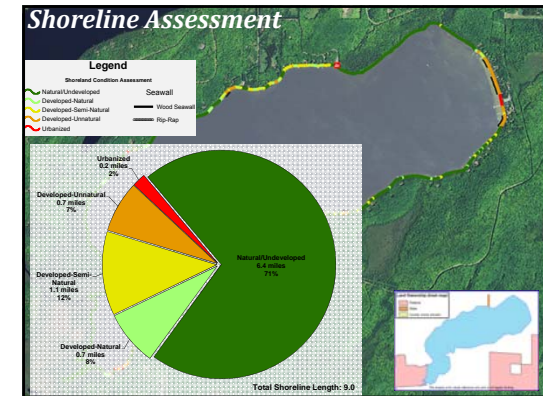 Shoreline Assessment
Legend
Shoreland Condition Assessment
Natural/Undeveloped
Developed-Natural
Developed-Semi-Natural
Developed-Unnatural
Urbanized
Seawall
Wood Seawall
Rip-Rap
Urbanized
0.2 miles
2%
Developed-Unnatural
0.7 miles
7%
Developed-Semi-
Natural
1.1 miles
12%
Developed-Natural
0.7 miles
8%
Natural/Undeveloped
6.4 miles
71%
Total Shoreline Length: 9.0